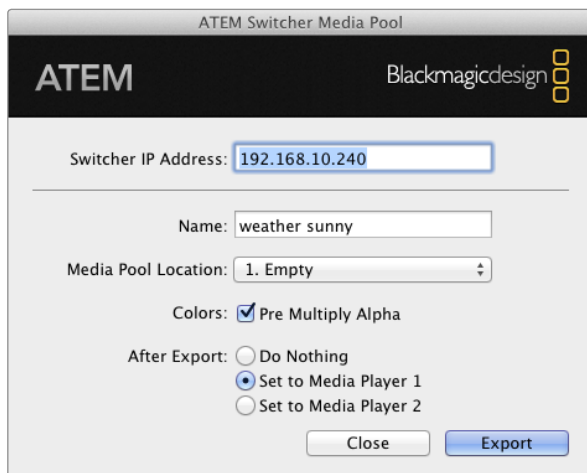 ATEM Switcher Media Pool
ATEM
Blackmagicdesign
Switcher IP Address: 192.168.10.240
Name: weather sunny
Media Pool Location: 1. Empty
Colors: Pre Multiply Alpha
After Export: Do Nothing
Set to Media Player 1
Set to Media Player 2
Close Export